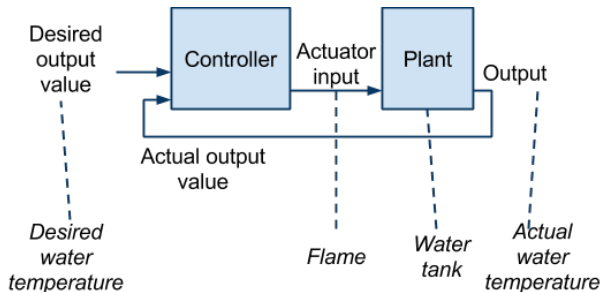 Desired
output
value
Controller
Actuator
input
Plant
Output
Actual output
value
Desired
water
temperature
Flame
Water
tank
Actual
water
temperature